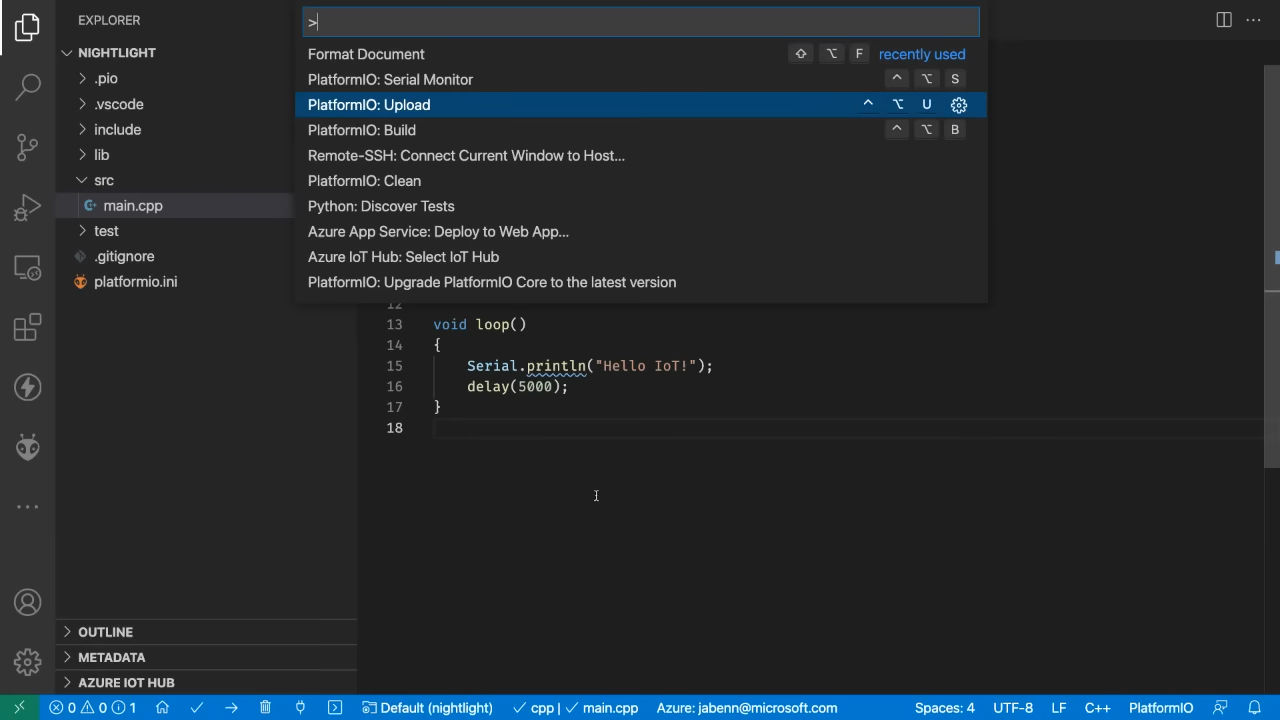 EXPLORER
NIGHTLIGHT
.pio
.vscode
include
lib
src
main.cpp
test
.gitignore
platformio.ini
OUTLINE
METADATA
AZURE IOT HUB
>
Format Document ⇧ ⌥ F recently used
PlatformIO: Serial Monitor ^ ⌥ S
PlatformIO: Upload ^ ⌥ U
PlatformIO: Build ^ ⌥ B
Remote-SSH: Connect Current Window to Host...
PlatformIO: Clean
Python: Discover Tests
Azure App Service: Deploy to Web App...
Azure IoT Hub: Select IoT Hub
PlatformIO: Upgrade PlatformIO Core to the latest version
12
13 void loop()
14 {
15 Serial.println("Hello IoT!");
16 delay(5000);
17 }
18
0 0 1 Default (nightlight) ✓ cpp | ✓ main.cpp Azure: jabenn@microsoft.com Spaces: 4 UTF-8 LF C++ PlatformIO